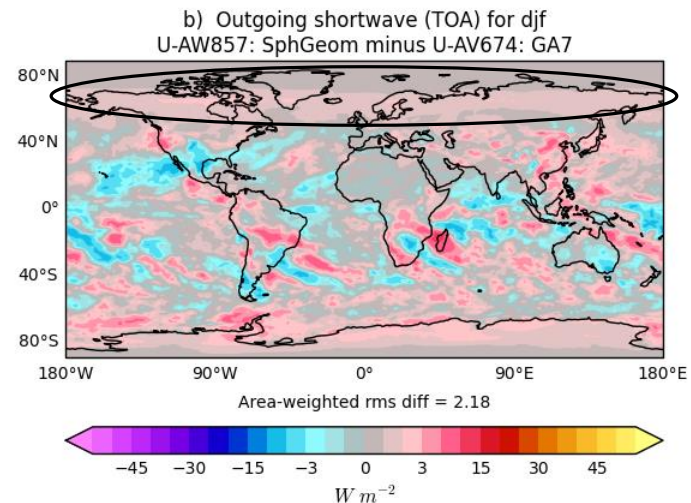 b) Outgoing shortwave (TOA) for djf
U-AW857: SphGeom minus U-AV674: GA7
80°N
40°N
0°
40°S
80°S
180°W 90°W 0° 90°E 180°E
Area-weighted rms diff = 2.18
−45 −30 −15 −3 0 3 15 30 45
W m⁻²